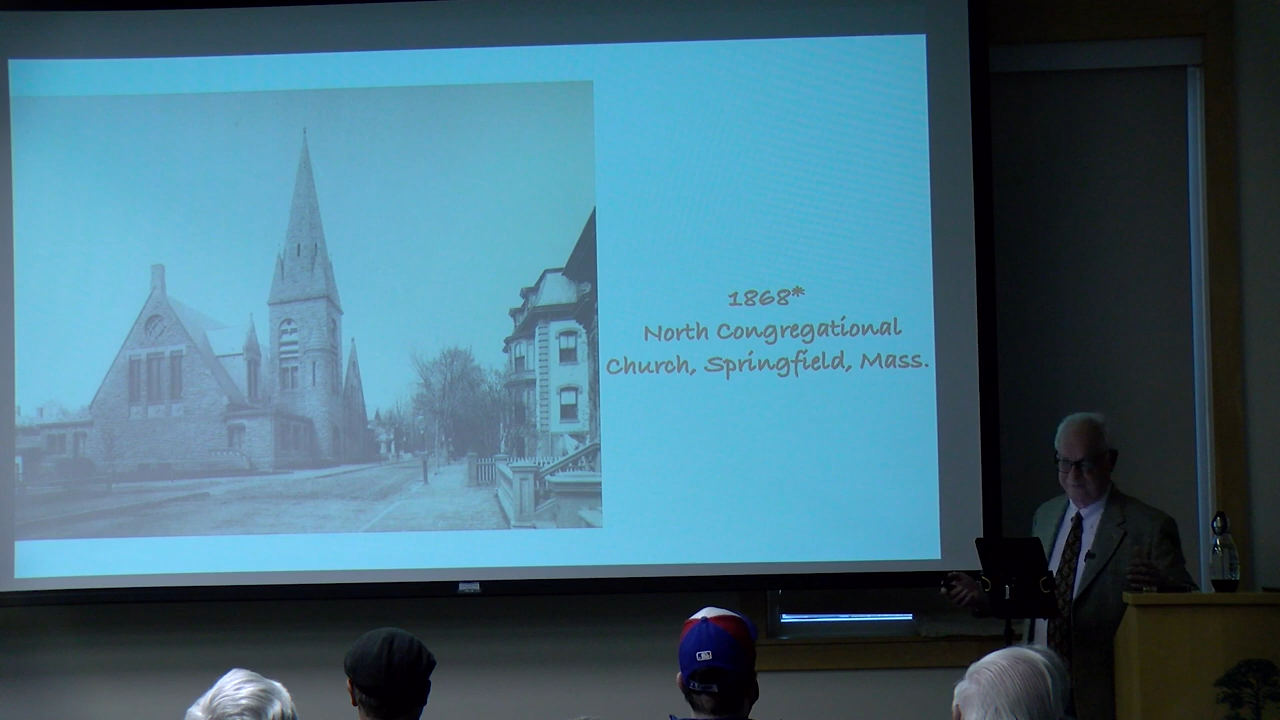 1868*
North Congregational
Church, Springfield, Mass.